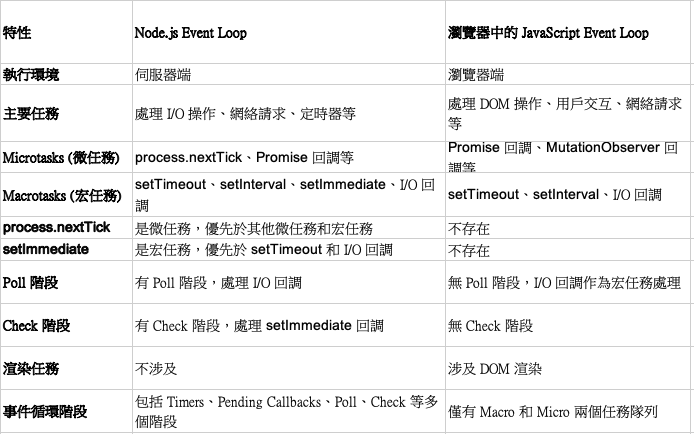 特性 Node.js Event Loop 瀏覽器中的 JavaScript Event Loop
執行環境 伺服器端 瀏覽器端
主要任務 處理 I/O 操作、網絡請求、定時器等 處理 DOM 操作、用戶交互、網絡請求
等
Microtasks (微任務) process.nextTick、Promise 回調等 Promise 回調、MutationObserver 回
調等
Macrotasks (宏任務) setTimeout、setInterval、setImmediate、I/O 回
調 setTimeout、setInterval、I/O 回調
process.nextTick 是微任務，優先於其他微任務和宏任務 不存在
setImmediate 是宏任務，優先於 setTimeout 和 I/O 回調 不存在
Poll 階段 有 Poll 階段，處理 I/O 回調 無 Poll 階段，I/O 回調作為宏任務處理
Check 階段 有 Check 階段，處理 setImmediate 回調 無 Check 階段
渲染任務 不涉及 涉及 DOM 渲染
事件循環階段 包括 Timers、Pending Callbacks、Poll、Check 等多
個階段 僅有 Macro 和 Micro 兩個任務隊列